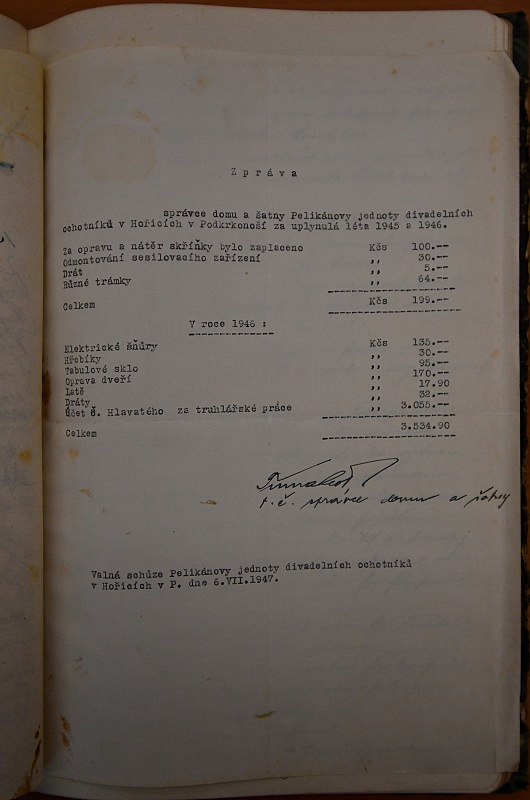 Zpráva
správce domu a šatny Pelikánovy jednoty divadelních
ochotníků v Hořicích v Podkrkonoší za uplynulá léta 1945 a 1946.
Za opravu a nátěr skříňky bylo zaplaceno Kčs 100.--
Odmontování sesilovacího zařízení ,, 30.--
Drát ,, 5.--
Různé trámky ,, 64.--
Celkem Kčs 199.--
V roce 1946 :
Elektrické šňůry Kčs 135.--
Hřebíky ,, 30.--
Tabulové sklo ,, 95.--
Oprava dveří ,, 170.--
Latě ,, 17.90
Dráty ,, 32.--
Účet č. Hlavatého za truhlářské práce ,, 3.055.--
Celkem 3.534.90
t. č. správce domu a šatny
Valná schůze Pelikánovy jednoty divadelních ochotníků
v Hořicích v P. dne 6.VII.1947.